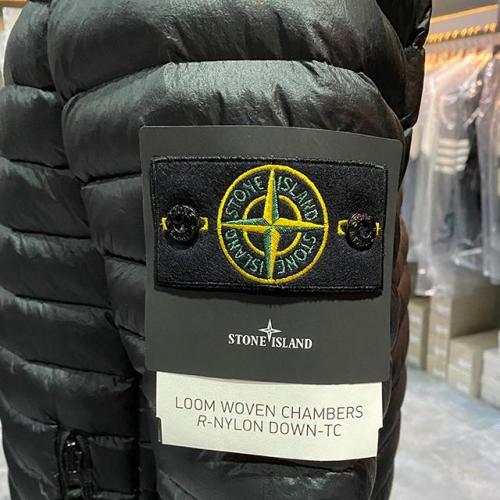 STONE ISLAND
STONE ISLAND
STONE ISLAND
LOOM WOVEN CHAMBERS
R-NYLON DOWN-TC